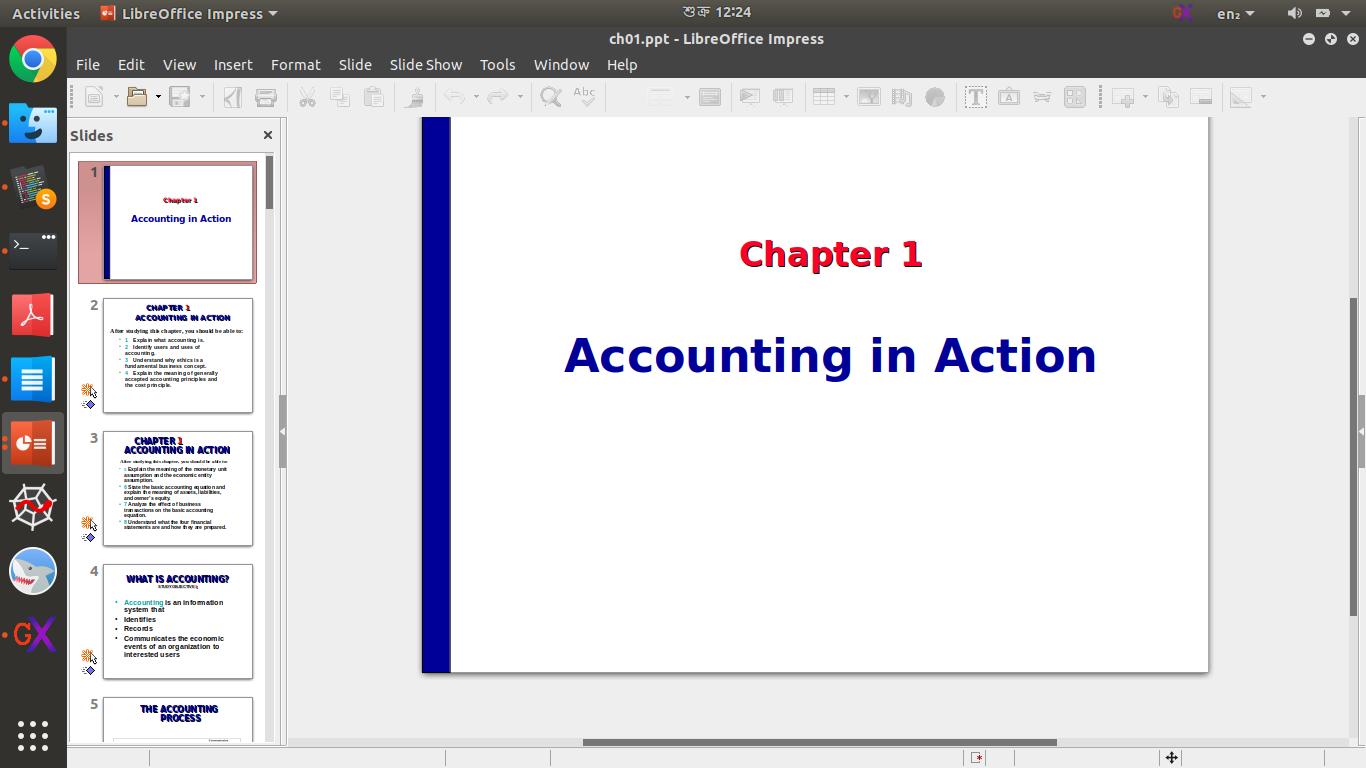 Activities
LibreOffice Impress
শুক্র 12:24
en₂
ch01.ppt - LibreOffice Impress
File Edit View Insert Format Slide Slide Show Tools Window Help
Abc
Slides
1
Chapter 1
Accounting in Action
2
CHAPTER 1
ACCOUNTING IN ACTION
After studying this chapter, you should be able to:
1 Explain what accounting is.
2 Identify users and uses of
accounting.
3 Understand why ethics is a
fundamental business concept.
4 Explain the meaning of generally
accepted accounting principles and
the cost principle.
3
CHAPTER 1
ACCOUNTING IN ACTION
After studying this chapter, you should be able to:
5 Explain the meaning of the monetary unit
assumption and the economic entity
assumption.
6 State the basic accounting equation and
explain the meaning of assets, liabilities,
and owner's equity.
7 Analyze the effect of business
transactions on the basic accounting
equation.
8 Understand what the four financial
statements are and how they are prepared.
4
WHAT IS ACCOUNTING?
STUDY OBJECTIVE 1
Accounting is an information
system that
Identifies
Records
Communicates the economic
events of an organization to
interested users
5
THE ACCOUNTING
PROCESS
Chapter 1
Accounting in Action